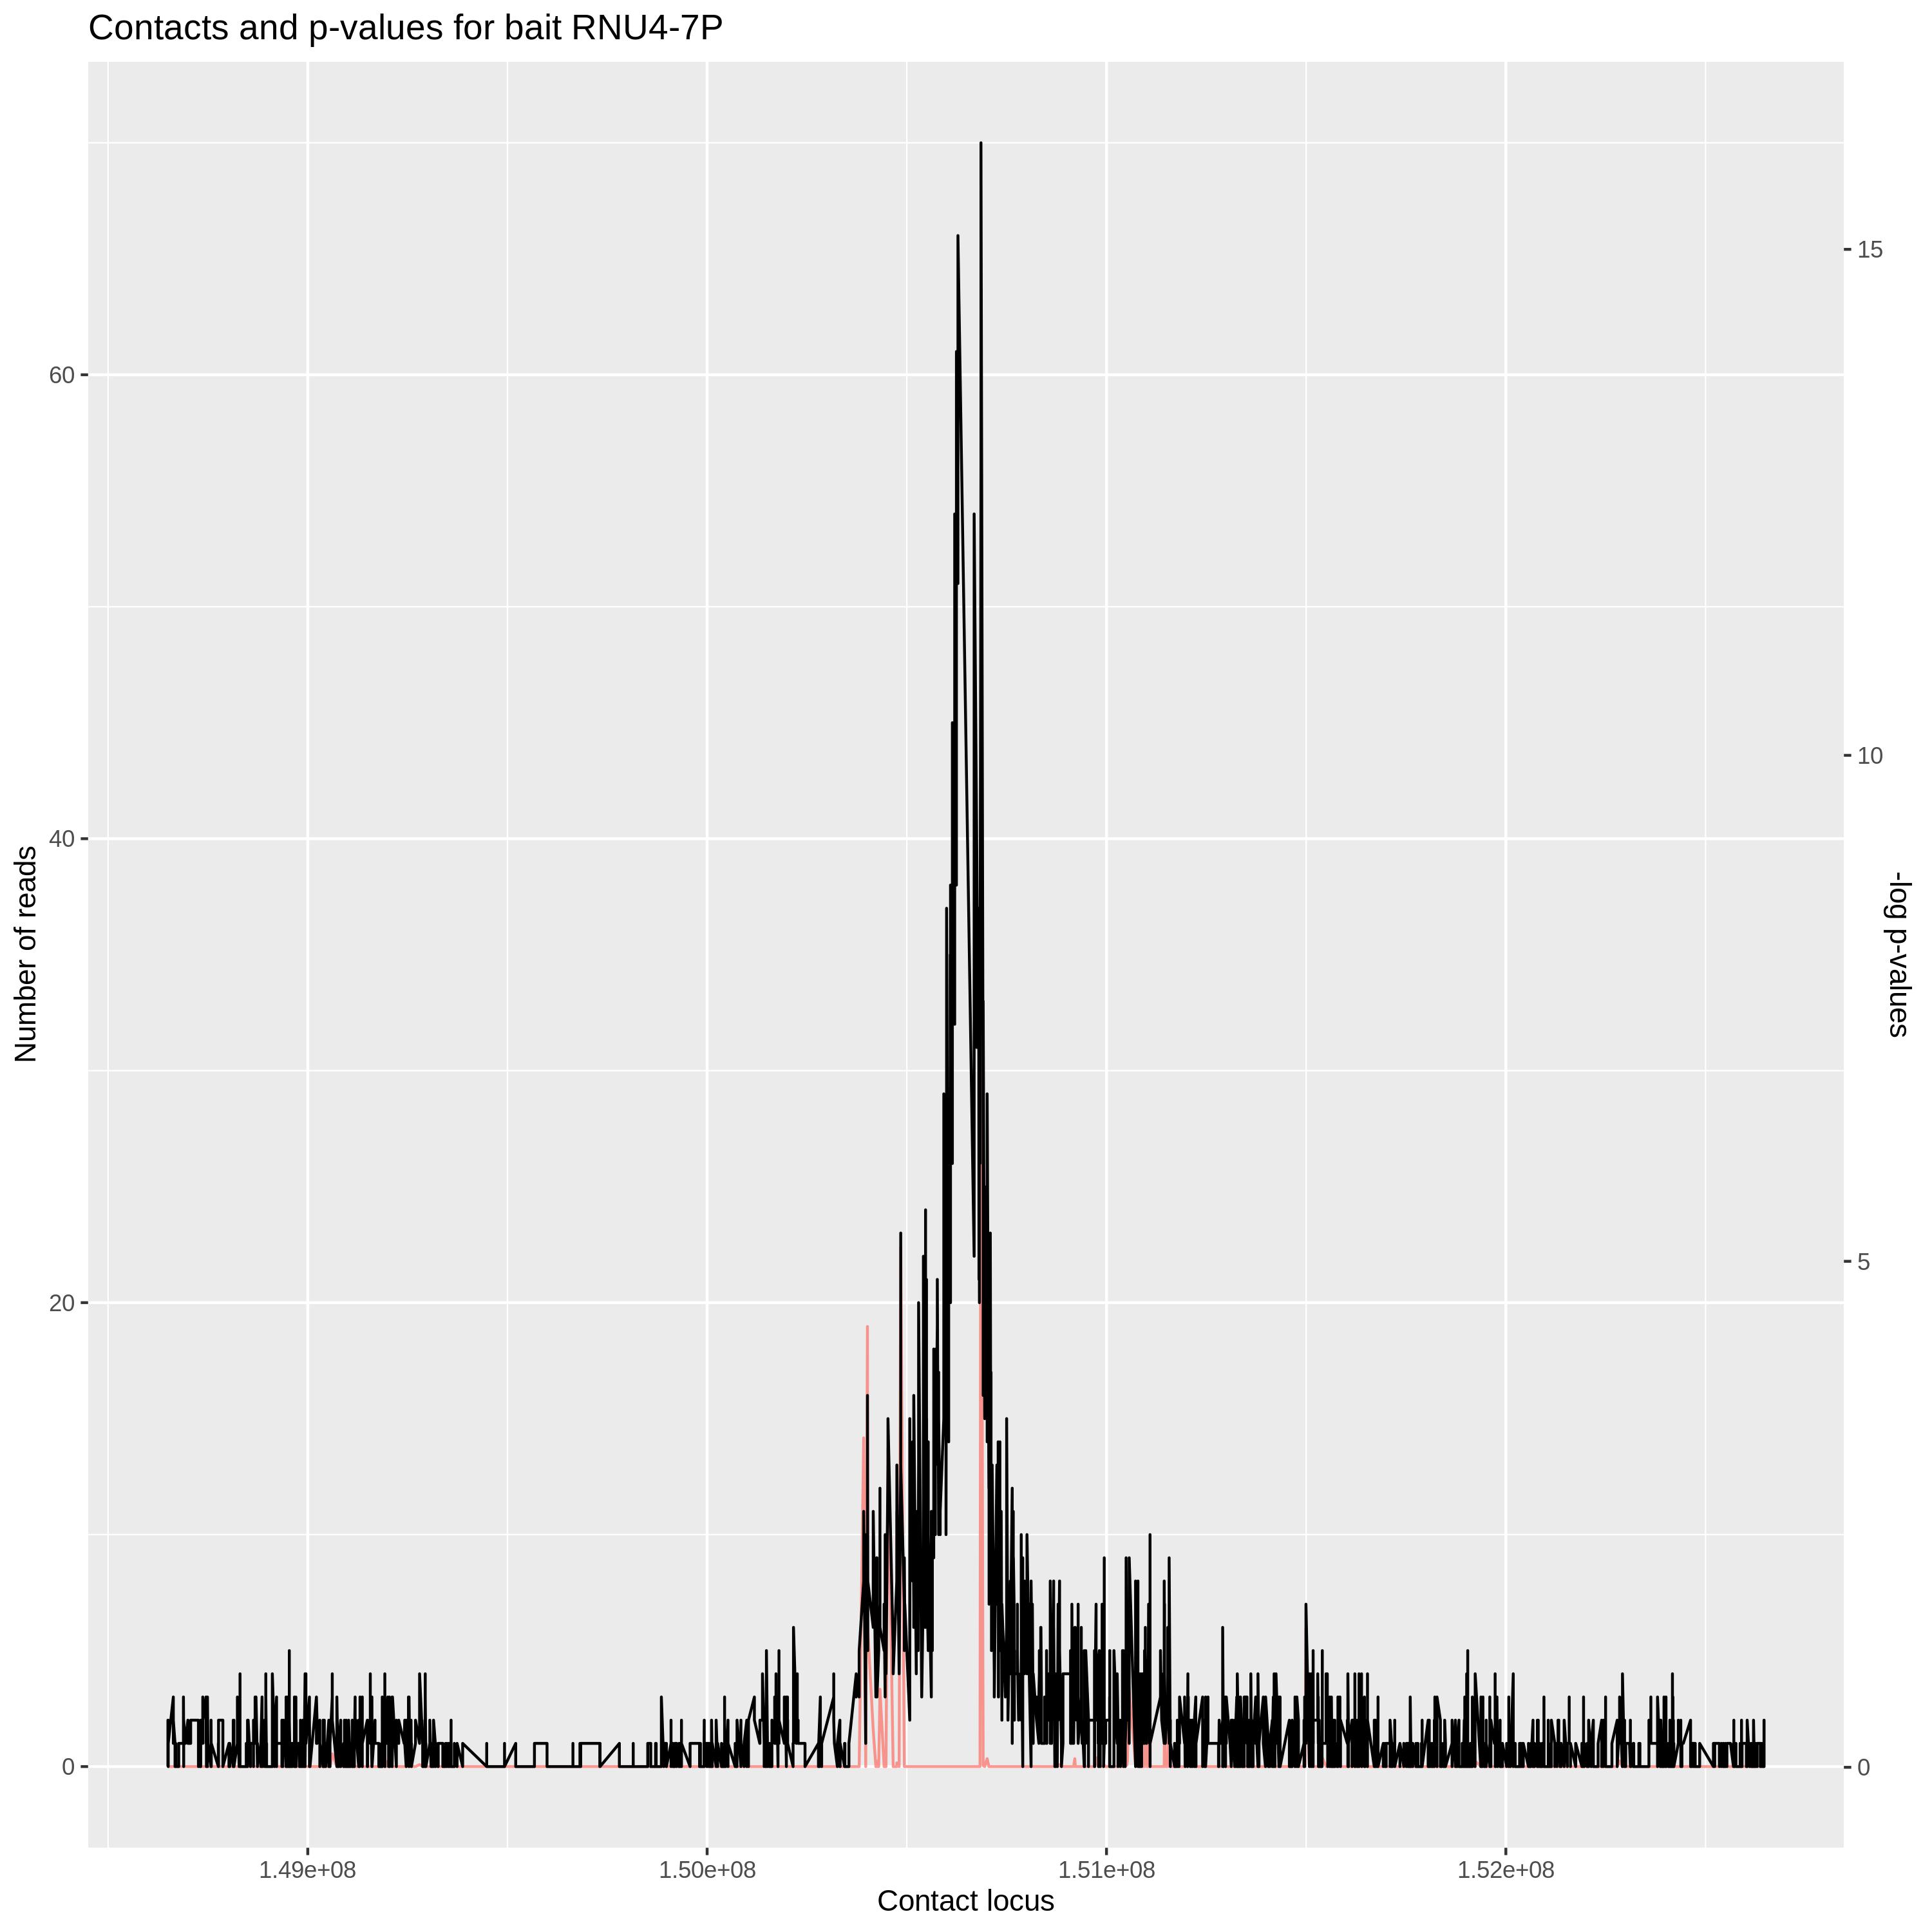 Contacts and p-values for bait RNU4-7P
Number of reads
60
40
20
0
15
10
5
0
-log p-values
1.49e+08 1.50e+08 1.51e+08 1.52e+08
Contact locus